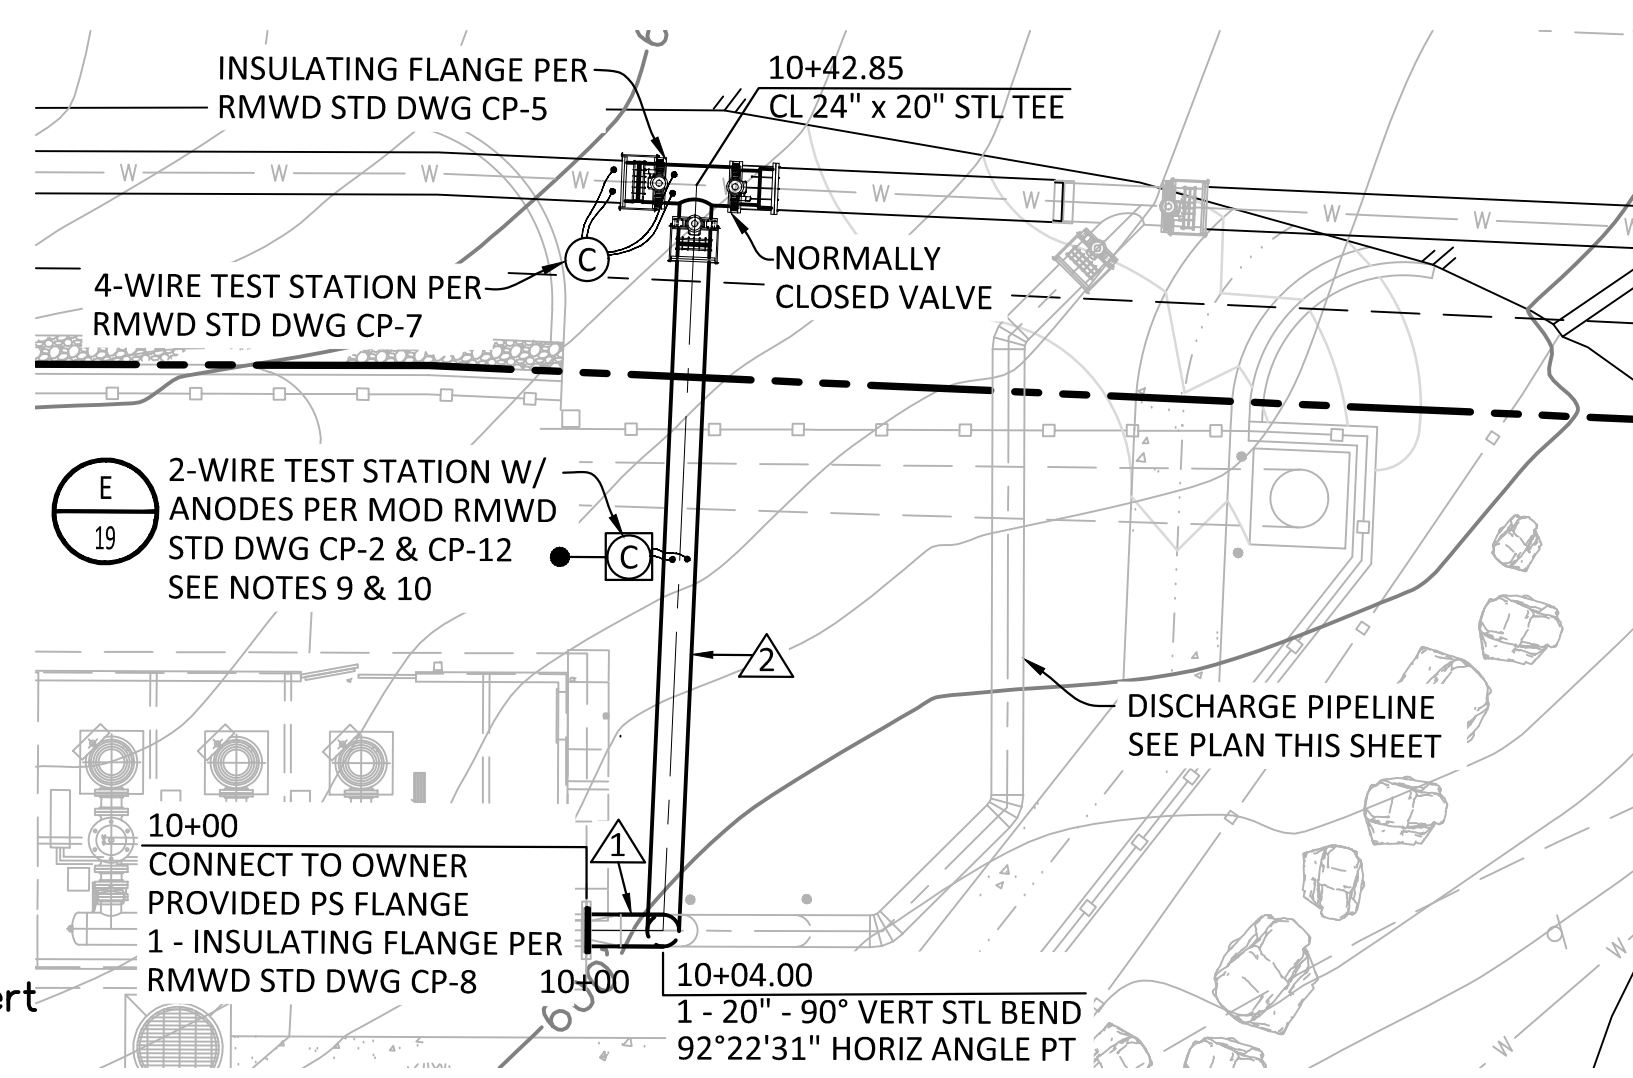 INSULATING FLANGE PER
RMWD STD DWG CP-5
10+42.85
CL 24" x 20" STL TEE
W W W W W W W W
4-WIRE TEST STATION PER
RMWD STD DWG CP-7
C
NORMALLY
CLOSED VALVE
E
19
2-WIRE TEST STATION W/
ANODES PER MOD RMWD
STD DWG CP-2 & CP-12
SEE NOTES 9 & 10
C
2
DISCHARGE PIPELINE
SEE PLAN THIS SHEET
10+00
CONNECT TO OWNER
PROVIDED PS FLANGE
1 - INSULATING FLANGE PER
RMWD STD DWG CP-8
1
10+00
10+04.00
1 - 20" - 90° VERT STL BEND
92°22'31" HORIZ ANGLE PT
W
W